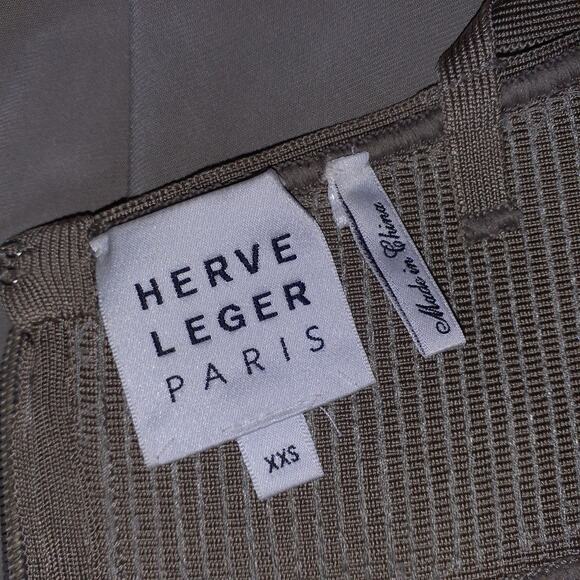 HERVE
LEGER
PARIS
XXS
Made in China